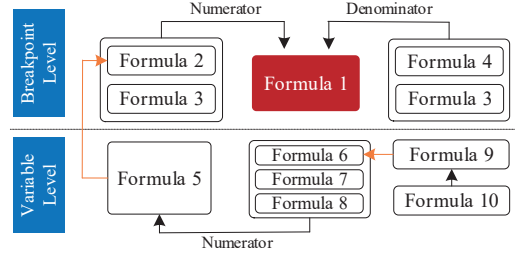 Numerator
Denominator
Breakpoint
Level
Formula 2
Formula 3
Formula 1
Formula 4
Formula 3
Variable
Level
Formula 5
Formula 6
Formula 7
Formula 8
Formula 9
Formula 10
Numerator